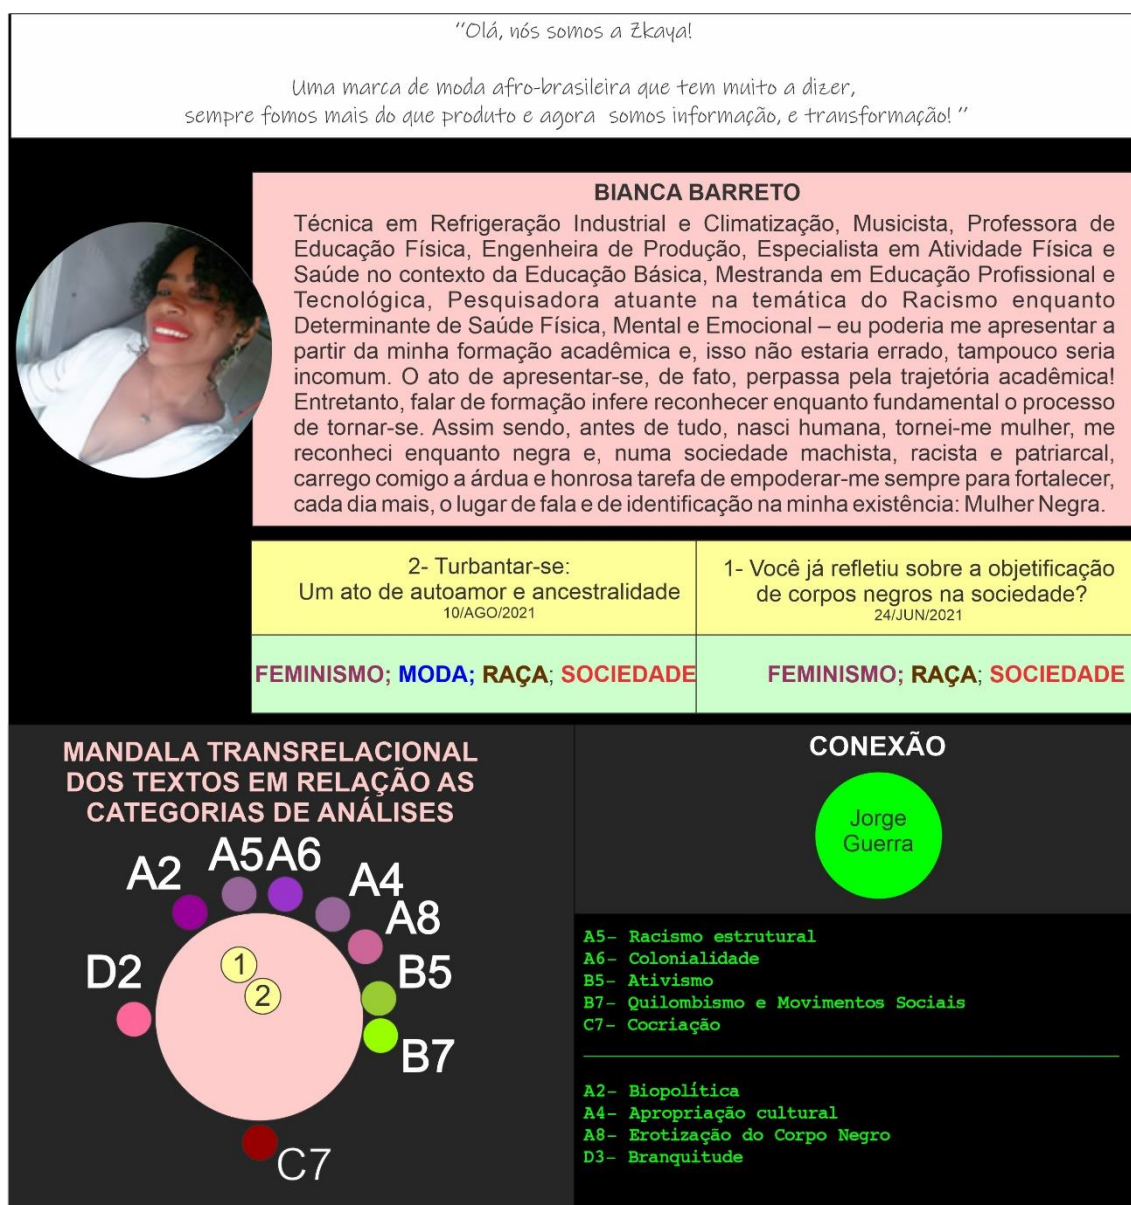 “Olá, nós somos a Zkaya!
Uma marca de moda afro-brasileira que tem muito a dizer,
sempre fomos mais do que produto e agora somos informação, e transformação! ”
BIANCA BARRETO
Técnica em Refrigeração Industrial e Climatização, Musicista, Professora de
Educação Física, Engenheira de Produção, Especialista em Atividade Física e
Saúde no contexto da Educação Básica, Mestranda em Educação Profissional e
Tecnológica, Pesquisadora atuante na temática do Racismo enquanto
Determinante de Saúde Física, Mental e Emocional – eu poderia me apresentar a
partir da minha formação acadêmica e, isso não estaria errado, tampouco seria
incomum. O ato de apresentar-se, de fato, perpassa pela trajetória acadêmica!
Entretanto, falar de formação infere reconhecer enquanto fundamental o processo
de tornar-se. Assim sendo, antes de tudo, nasci humana, tornei-me mulher, me
reconheci enquanto negra e, numa sociedade machista, racista e patriarcal,
carrego comigo a árdua e honrosa tarefa de empoderar-me sempre para fortalecer,
cada dia mais, o lugar de fala e de identificação na minha existência: Mulher Negra.
2- Turbantar-se:
Um ato de autoamor e ancestralidade
10/AGO/2021
1- Você já refletiu sobre a objetificação
de corpos negros na sociedade?
24/JUN/2021
FEMINISMO; MODA; RAÇA; SOCIEDADE
FEMINISMO; RAÇA; SOCIEDADE
MANDALA TRANSRELACIONAL
DOS TEXTOS EM RELAÇÃO AS
CATEGORIAS DE ANÁLISES
D2
A2
A5
A6
A4
A8
B5
B7
C7
1
2
CONEXÃO
Jorge
Guerra
A5- Racismo estrutural
A6- Colonialidade
B5- Ativismo
B7- Quilombismo e Movimentos Sociais
C7- Cocriação
A2- Biopolítica
A4- Apropriação cultural
A8- Erotização do Corpo Negro
D3- Branquitude